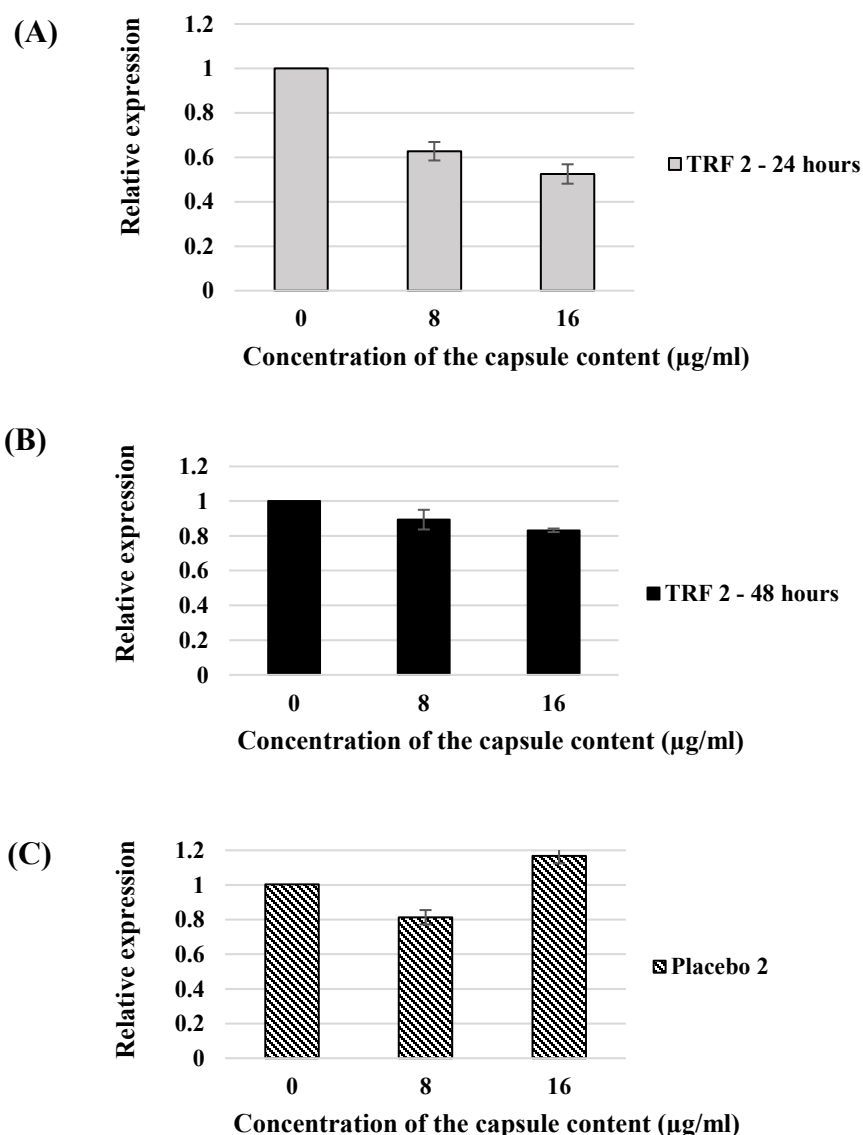 (A)
Relative expression
1.2
1
0.8
0.6
0.4
0.2
0
0 8 16
Concentration of the capsule content (µg/ml)
TRF 2 - 24 hours
(B)
Relative expression
1.2
1
0.8
0.6
0.4
0.2
0
0 8 16
Concentration of the capsule content (µg/ml)
TRF 2 - 48 hours
(C)
Relative expression
1.2
1
0.8
0.6
0.4
0.2
0
0 8 16
Concentration of the capsule content (µg/ml)
Placebo 2